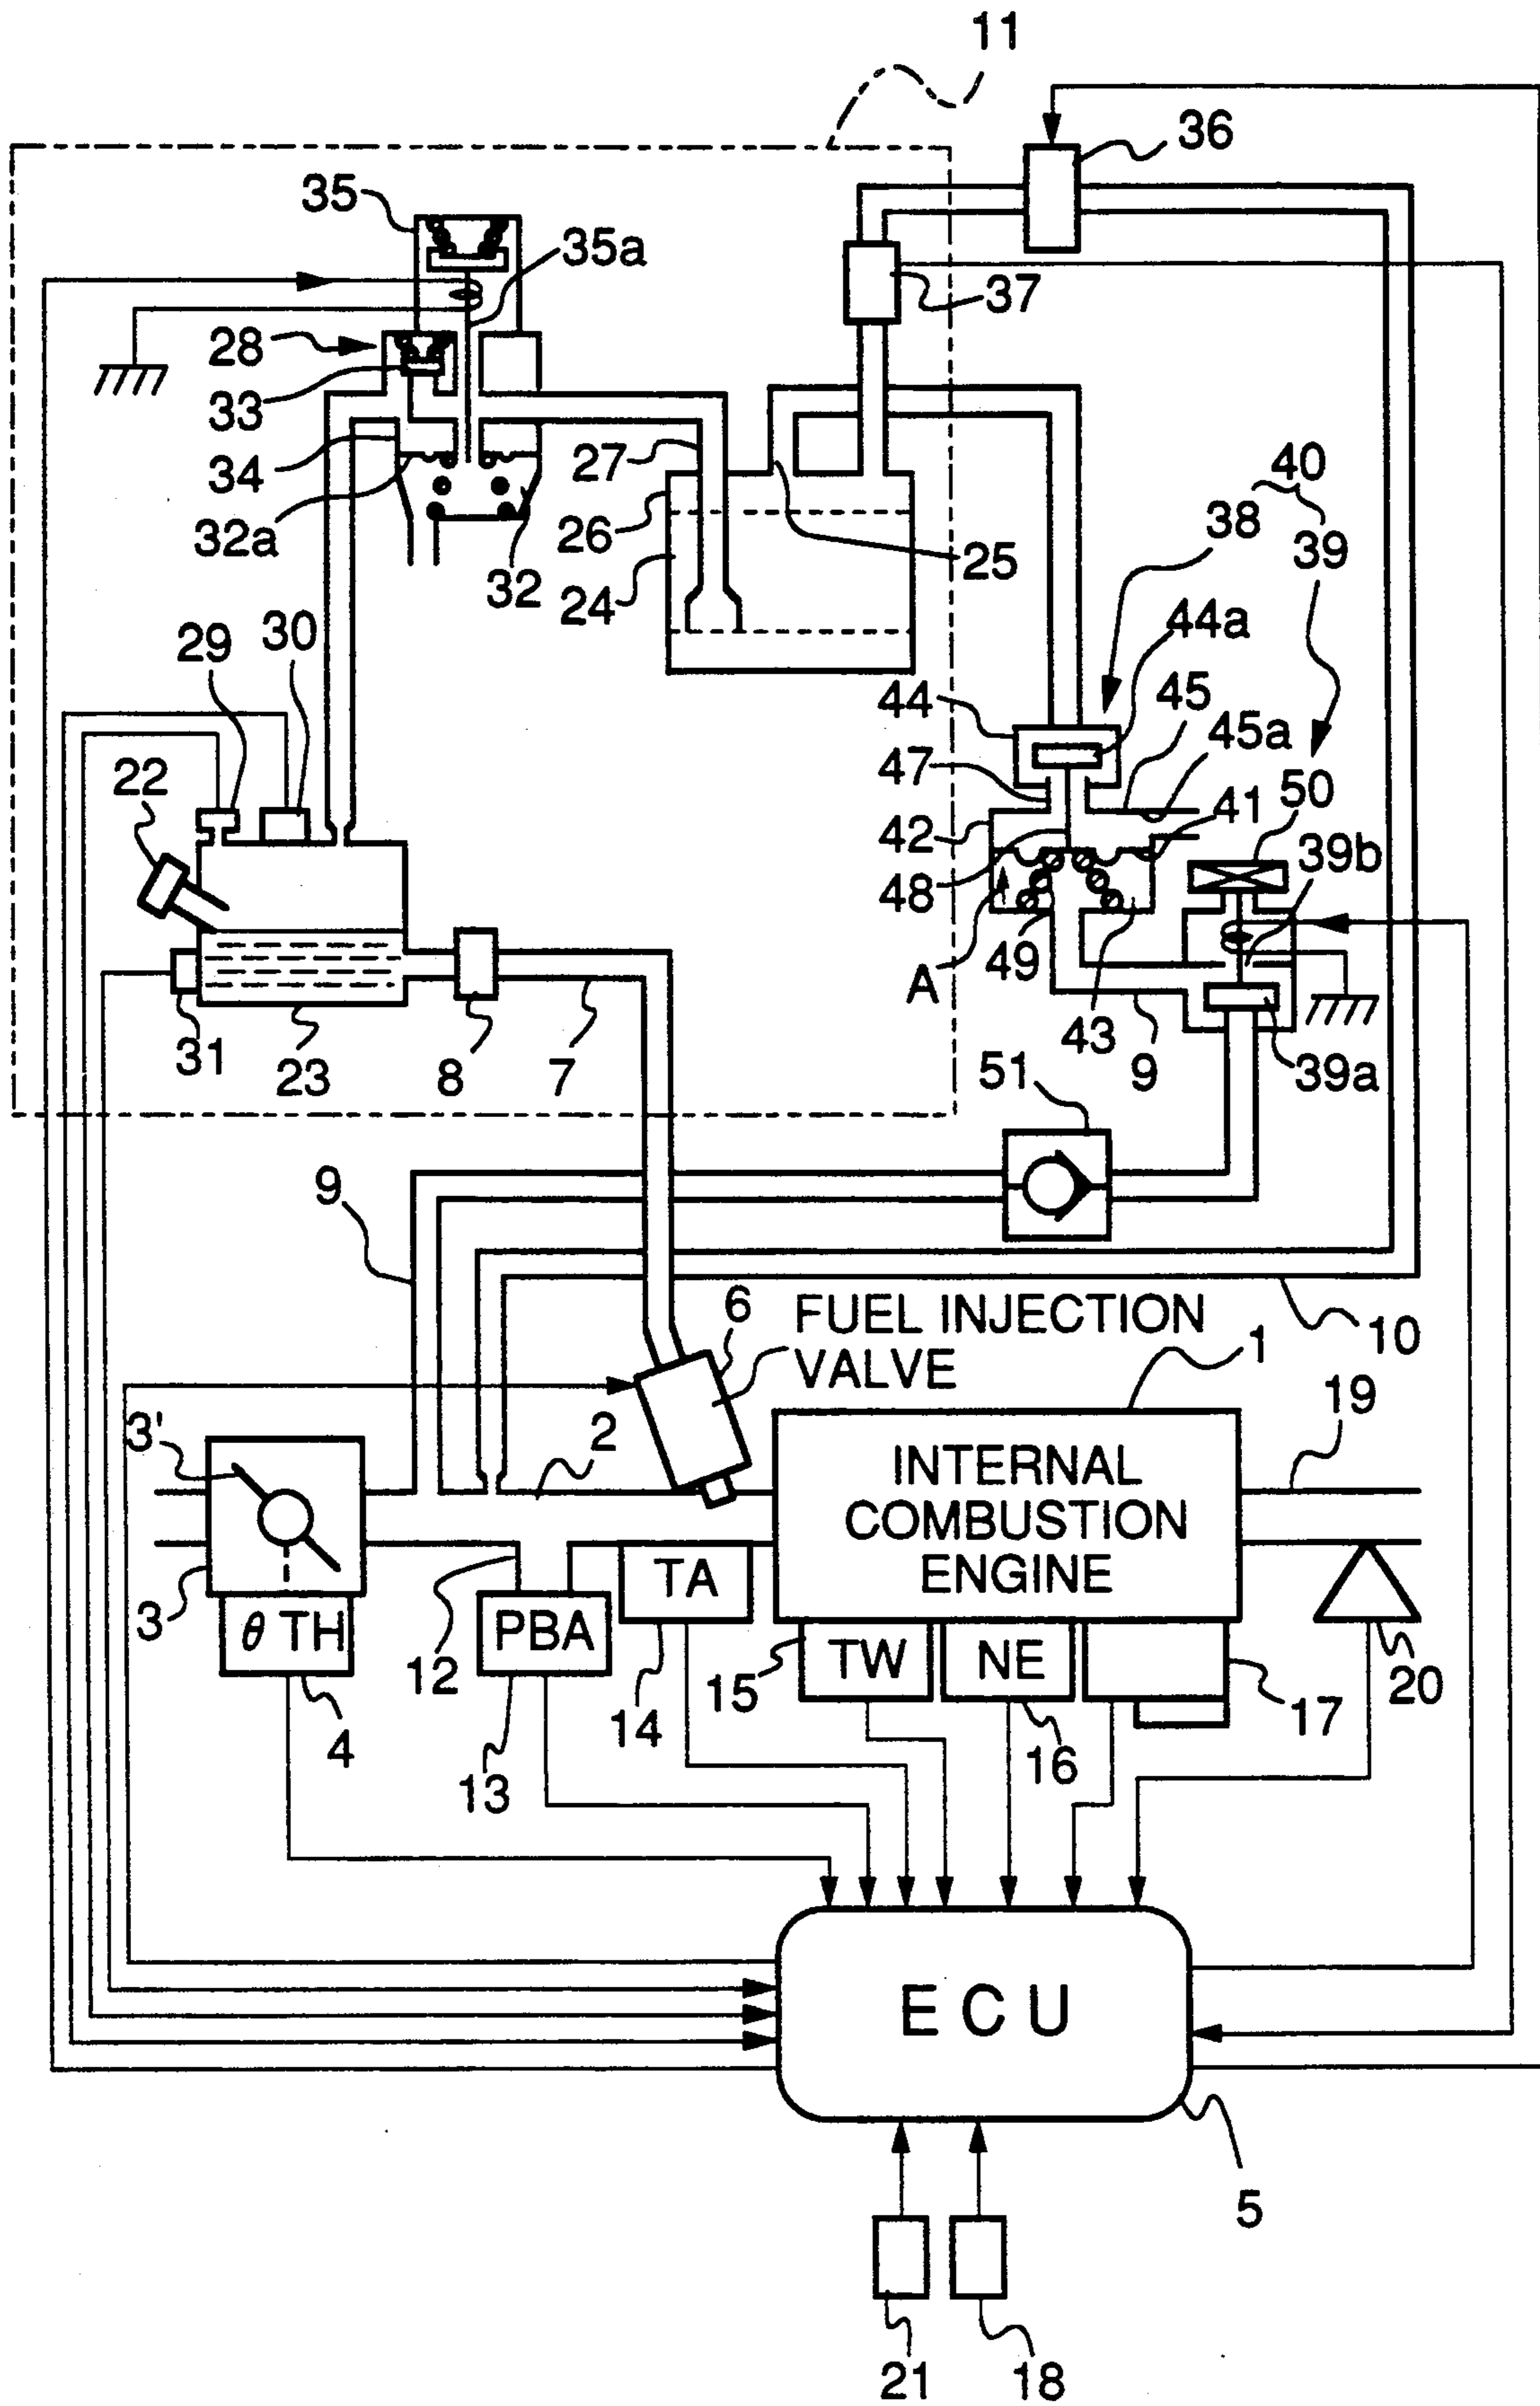 11
36
35
35a
37
28
33
34
32a
32
27
26
24
25
40
38
39
29
30
44a
44
45
45a
47
22
42
41
50
39b
48
49
A
43
9
39a
31
23
8
7
51
9
6
FUEL INJECTION
VALVE
1
10
19
3'
2
INTERNAL
COMBUSTION
ENGINE
3
θ TH
12
PBA
TA
TW
NE
4
13
14
15
16
17
20
ECU
5
21
18